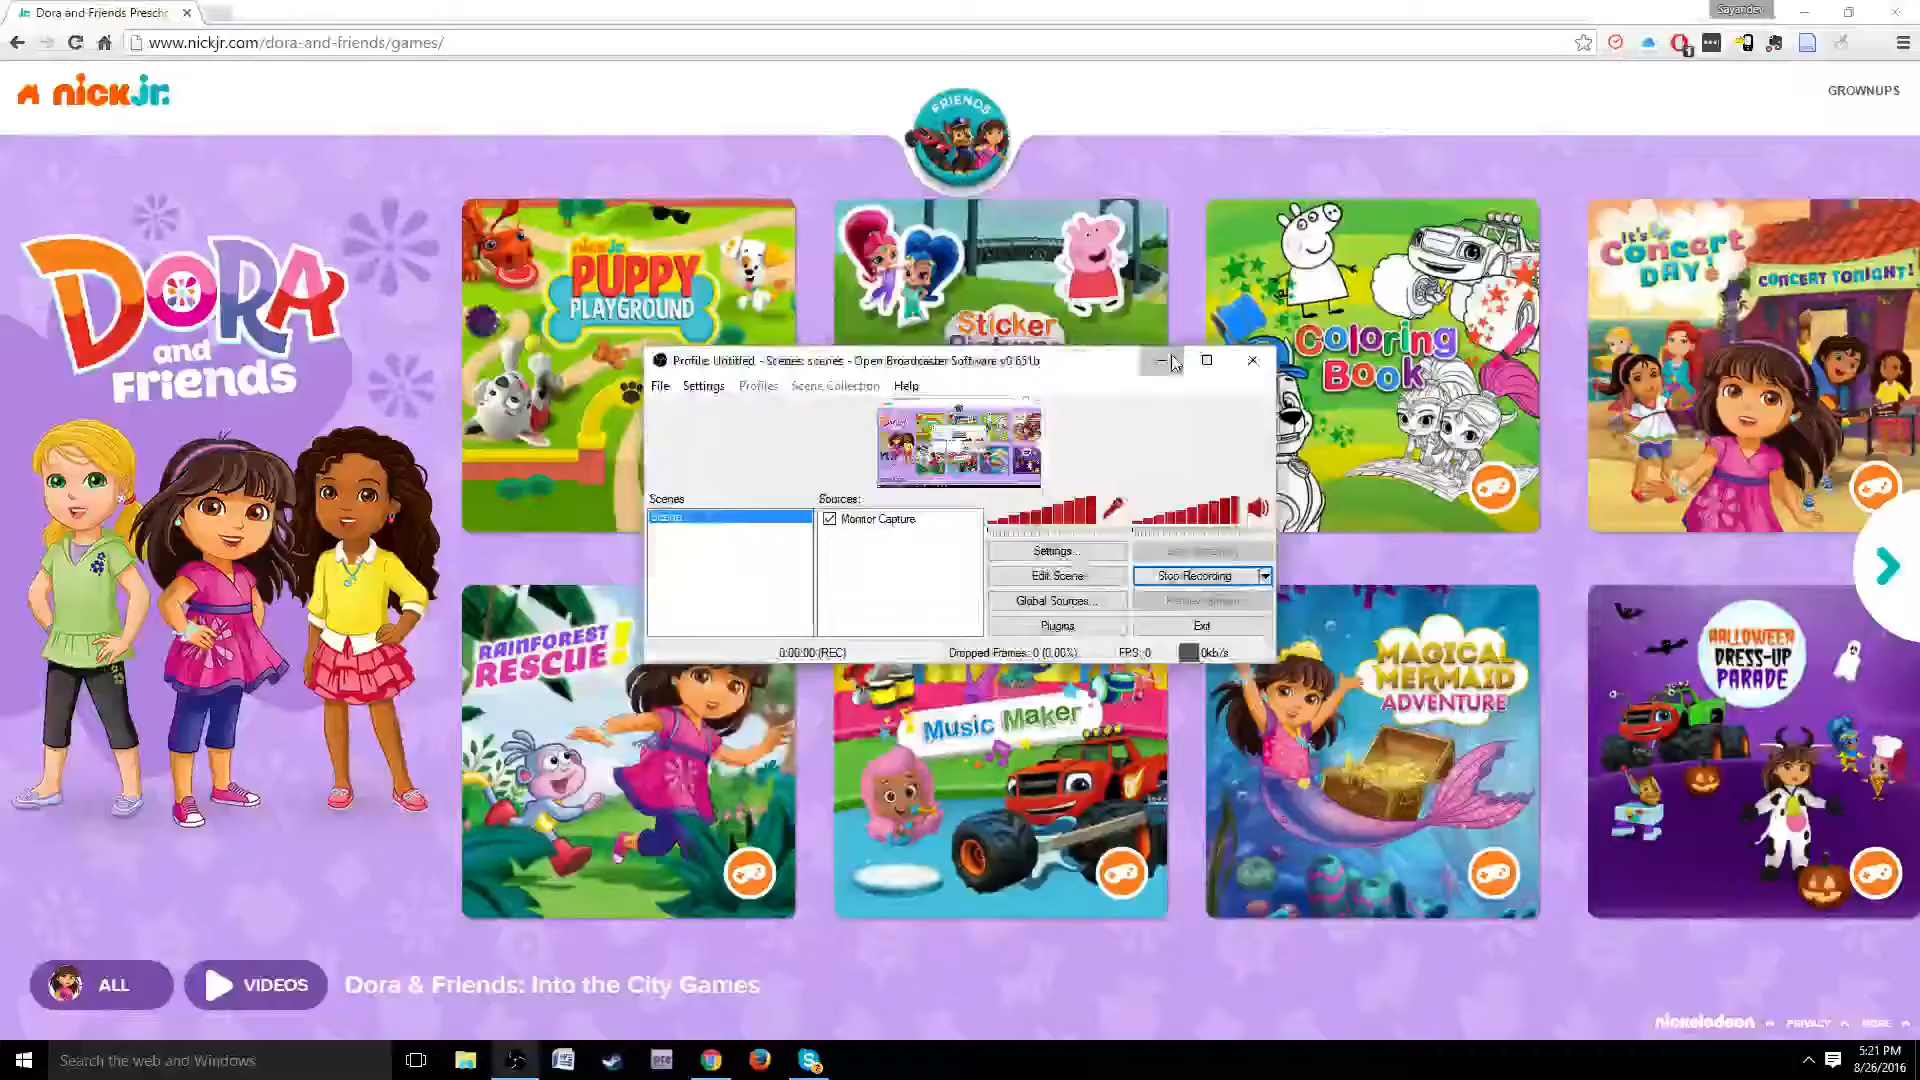 Dora and Friends Presch
Sayandev
www.nickjr.com/dora-and-friends/games/
nickjr.
GROWNUPS
FRIENDS
DORA
and
Friends
nick jr.
PUPPY
PLAYGROUND
Sticker
Coloring
Book
It's
Concert
DAY!
CONCERT TONIGHT!
Profile: Untitled - Scenes: scenes - Open Broadcaster Software v0.651b
File Settings Profiles Scene Collection Help
Scenes
Sources:
Monitor Capture
Settings...
Edit Scene
Stop Recording
Global Sources...
Plugins
Exit
0:00:00 (REC)
Dropped Frames: 0 (0.00%)
FPS: 0
0kb/s
RAINFOREST
RESCUE!
Music Maker
MAGICAL
MERMAID
ADVENTURE
HALLOWEEN
DRESS-UP
PARADE
ALL
VIDEOS
Dora & Friends: Into the City Games
nickelodeon
PRIVACY
MORE
Search the web and Windows
pre
5:21 PM
8/26/2016